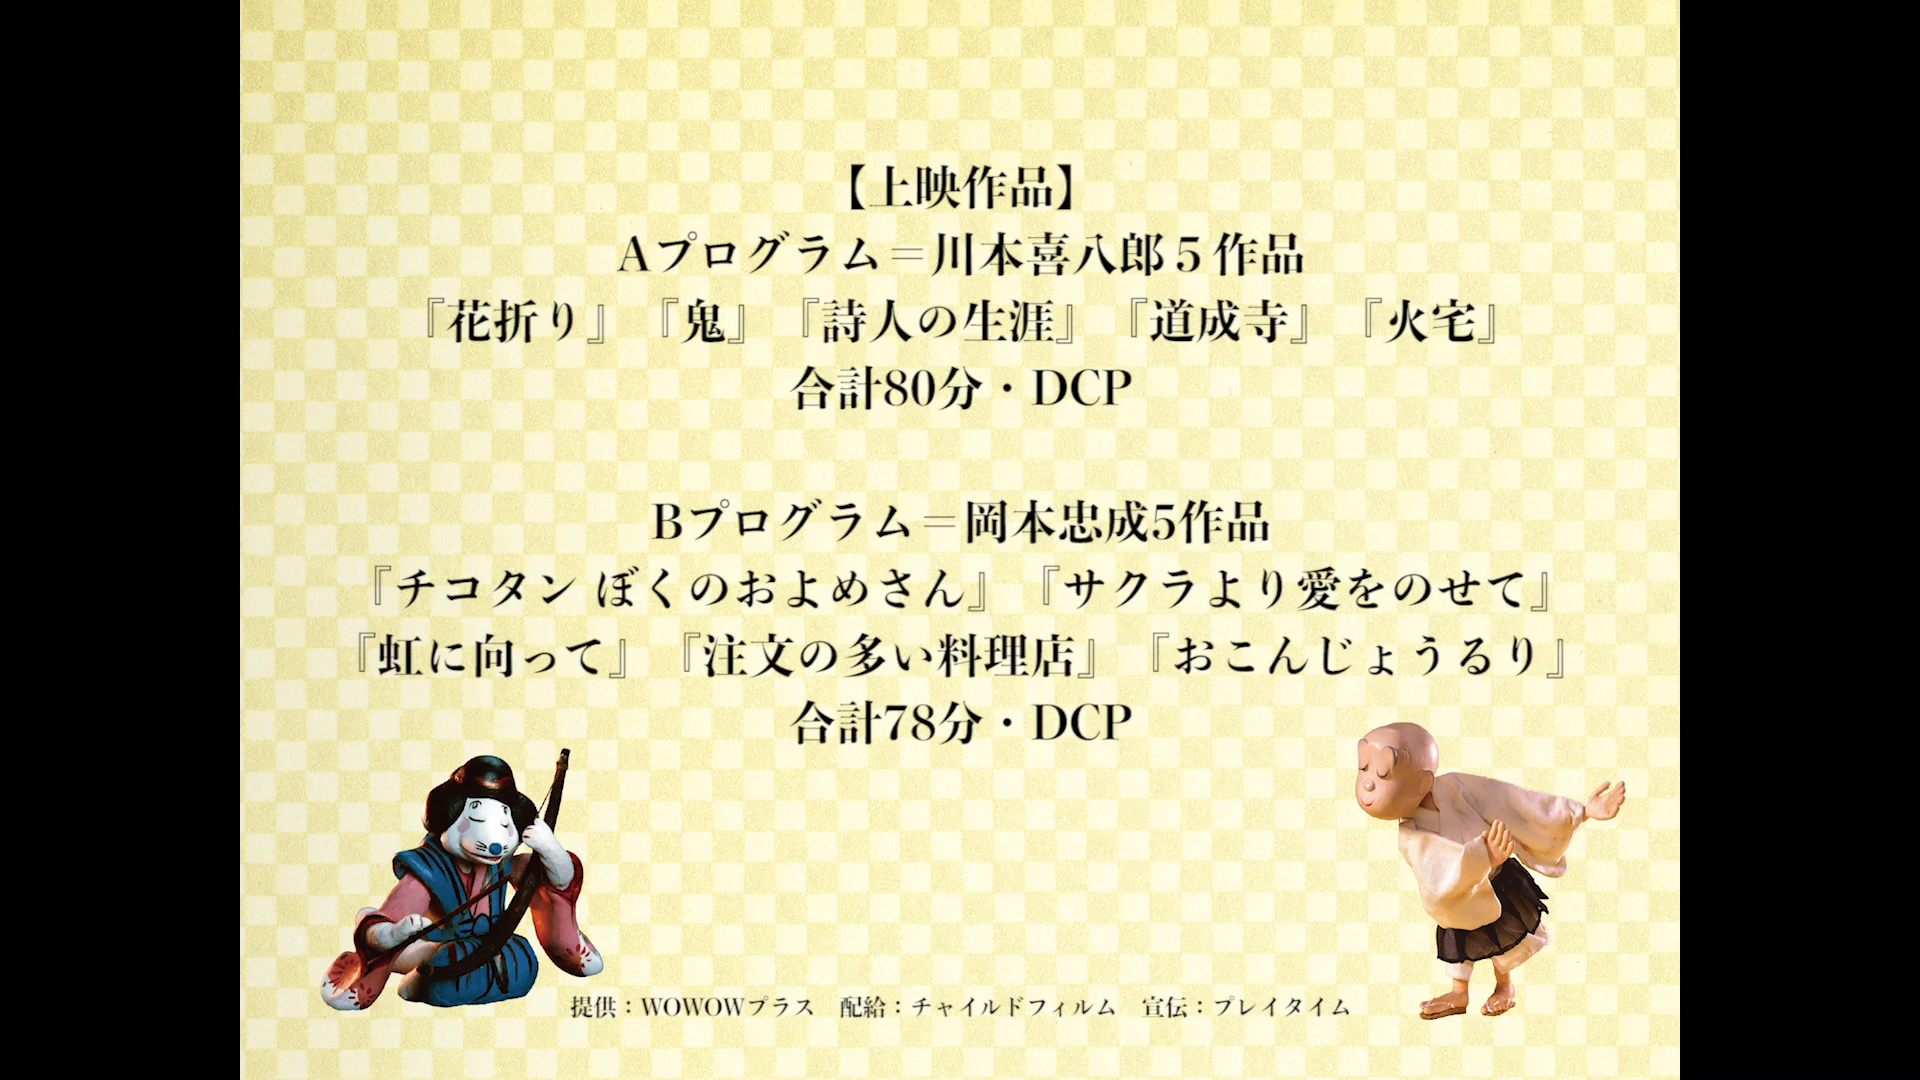 【上映作品】
Aプログラム＝川本喜八郎５作品
『花折り』『鬼』『詩人の生涯』『道成寺』『火宅』
合計80分・DCP
Bプログラム＝岡本忠成5作品
『チコタン ぼくのおよめさん』『サクラより愛をのせて』
『虹に向って』『注文の多い料理店』『おこんじょうるり』
合計78分・DCP
提供：WOWOWプラス　配給：チャイルドフィルム　宣伝：プレイタイム